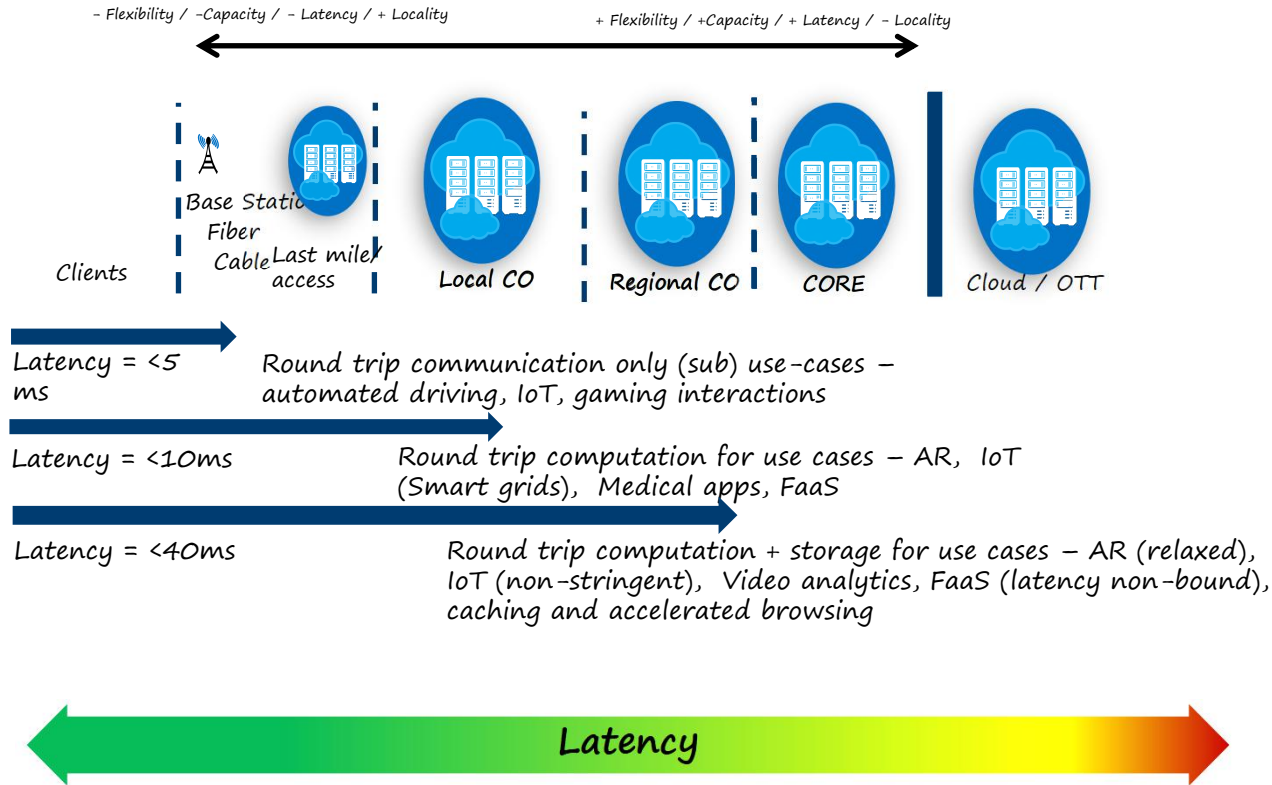 - Flexibility / -Capacity / - Latency / + Locality
+ Flexibility / +Capacity / + Latency / - Locality
Base Static
Fiber
Cable
Last mile/
access
Clients
Local CO
Regional CO
CORE
Cloud / OTT
Latency = <5
ms
Round trip communication only (sub) use-cases –
automated driving, IoT, gaming interactions
Latency = <10ms
Round trip computation for use cases – AR, IoT
(Smart grids), Medical apps, FaaS
Latency = <40ms
Round trip computation + storage for use cases – AR (relaxed),
IoT (non-stringent), Video analytics, FaaS (latency non-bound),
caching and accelerated browsing
Latency